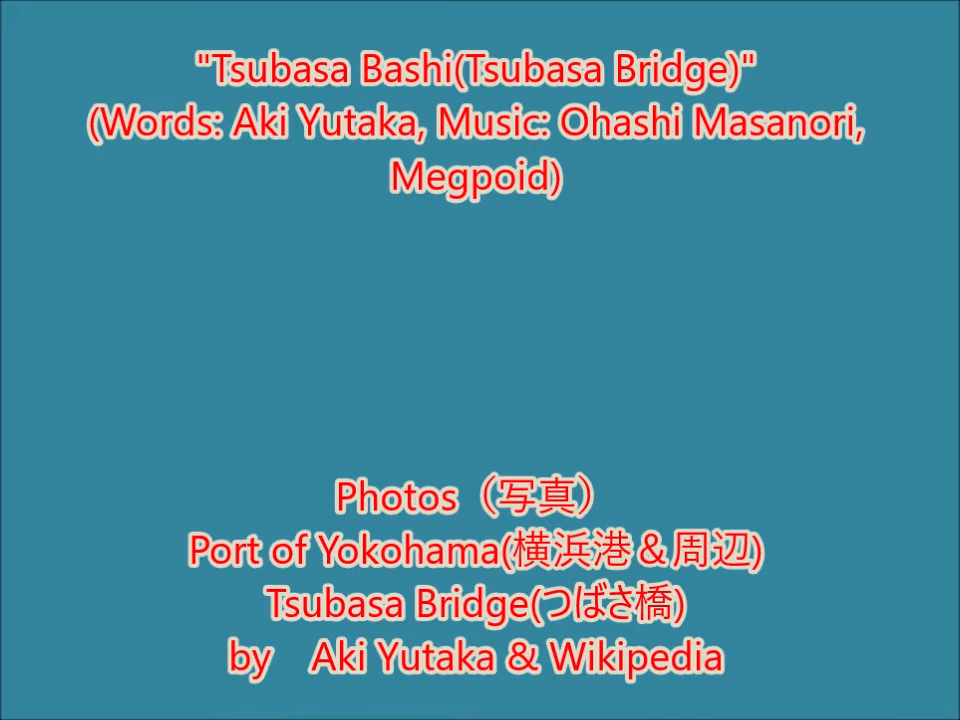 "Tsubasa Bashi(Tsubasa Bridge)"
(Words: Aki Yutaka, Music: Ohashi Masanori,
Megpoid)
Photos（写真）
Port of Yokohama(横浜港＆周辺)
Tsubasa Bridge(つばさ橋)
by　Aki Yutaka & Wikipedia